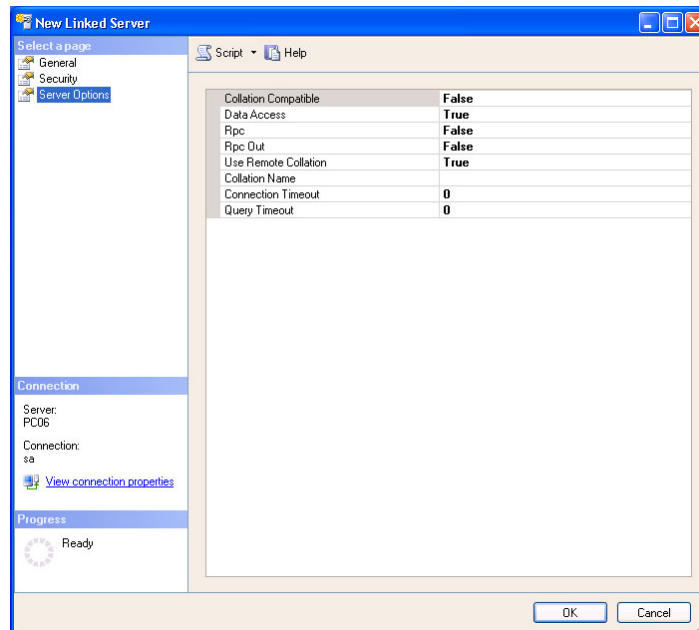 New Linked Server
Select a page
General
Security
Server Options
Script Help
Collation Compatible False
Data Access True
Rpc False
Rpc Out False
Use Remote Collation True
Collation Name
Connection Timeout 0
Query Timeout 0
Connection
Server:
PC06
Connection:
sa
View connection properties
Progress
Ready
OK Cancel